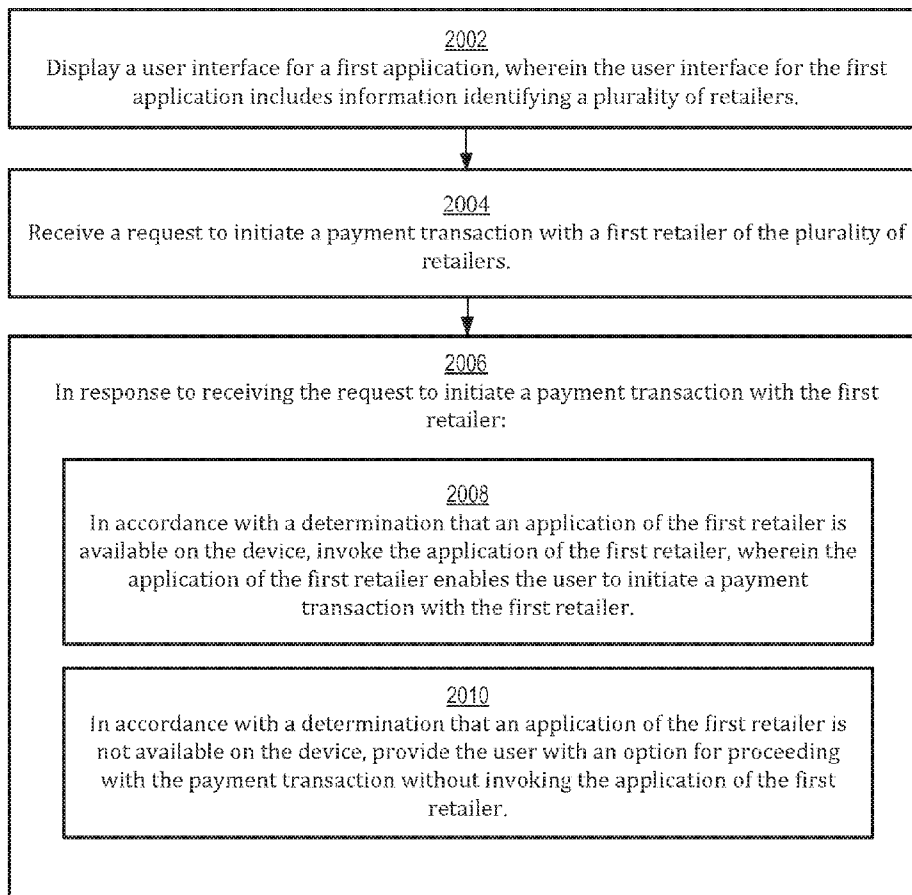 2002
Display a user interface for a first application, wherein the user interface for the first
application includes information identifying a plurality of retailers.
2004
Receive a request to initiate a payment transaction with a first retailer of the plurality of
retailers.
2006
In response to receiving the request to initiate a payment transaction with the first
retailer:
2008
In accordance with a determination that an application of the first retailer is
available on the device, invoke the application of the first retailer, wherein the
application of the first retailer enables the user to initiate a payment
transaction with the first retailer.
2010
In accordance with a determination that an application of the first retailer is
not available on the device, provide the user with an option for proceeding
with the payment transaction without invoking the application of the first
retailer.